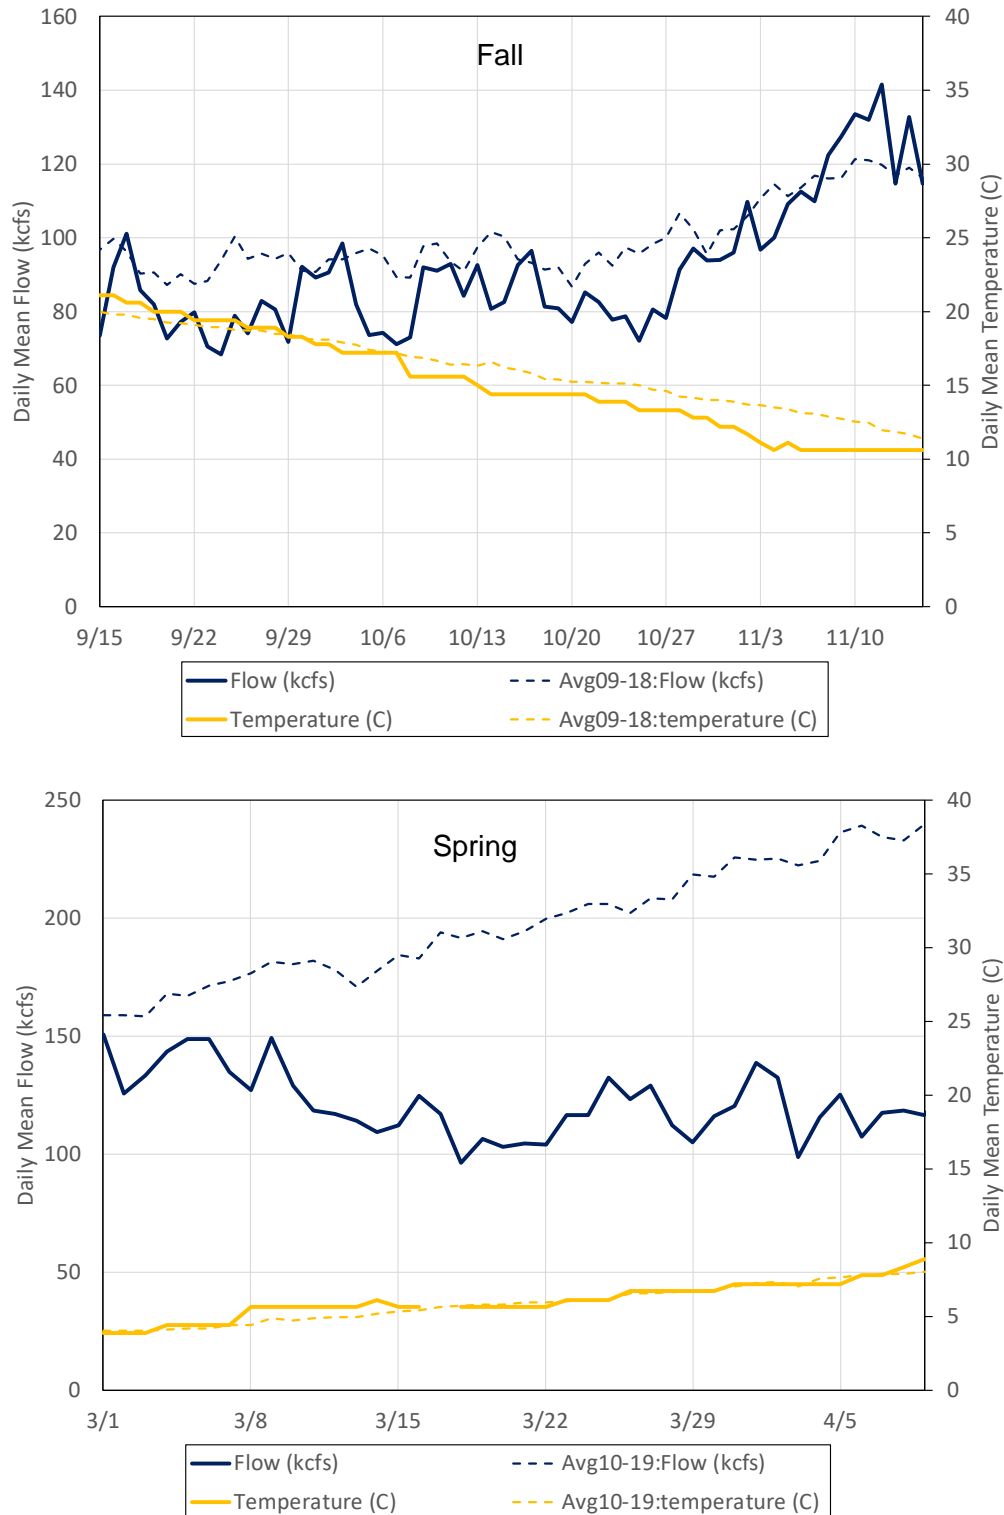 Fall
Daily Mean Flow (kcfs)
160
140
120
100
80
60
40
20
0
40
35
30
25
20
15
10
5
0
Daily Mean Temperature (C)
9/15 9/22 9/29 10/6 10/13 10/20 10/27 11/3 11/10
Flow (kcfs) Avg09-18:Flow (kcfs)
Temperature (C) Avg09-18:temperature (C)
Spring
Daily Mean Flow (kcfs)
250
200
150
100
50
0
40
35
30
25
20
15
10
5
0
Daily Mean Temperature (C)
3/1 3/8 3/15 3/22 3/29 4/5
Flow (kcfs) Avg10-19:Flow (kcfs)
Temperature (C) Avg10-19:temperature (C)